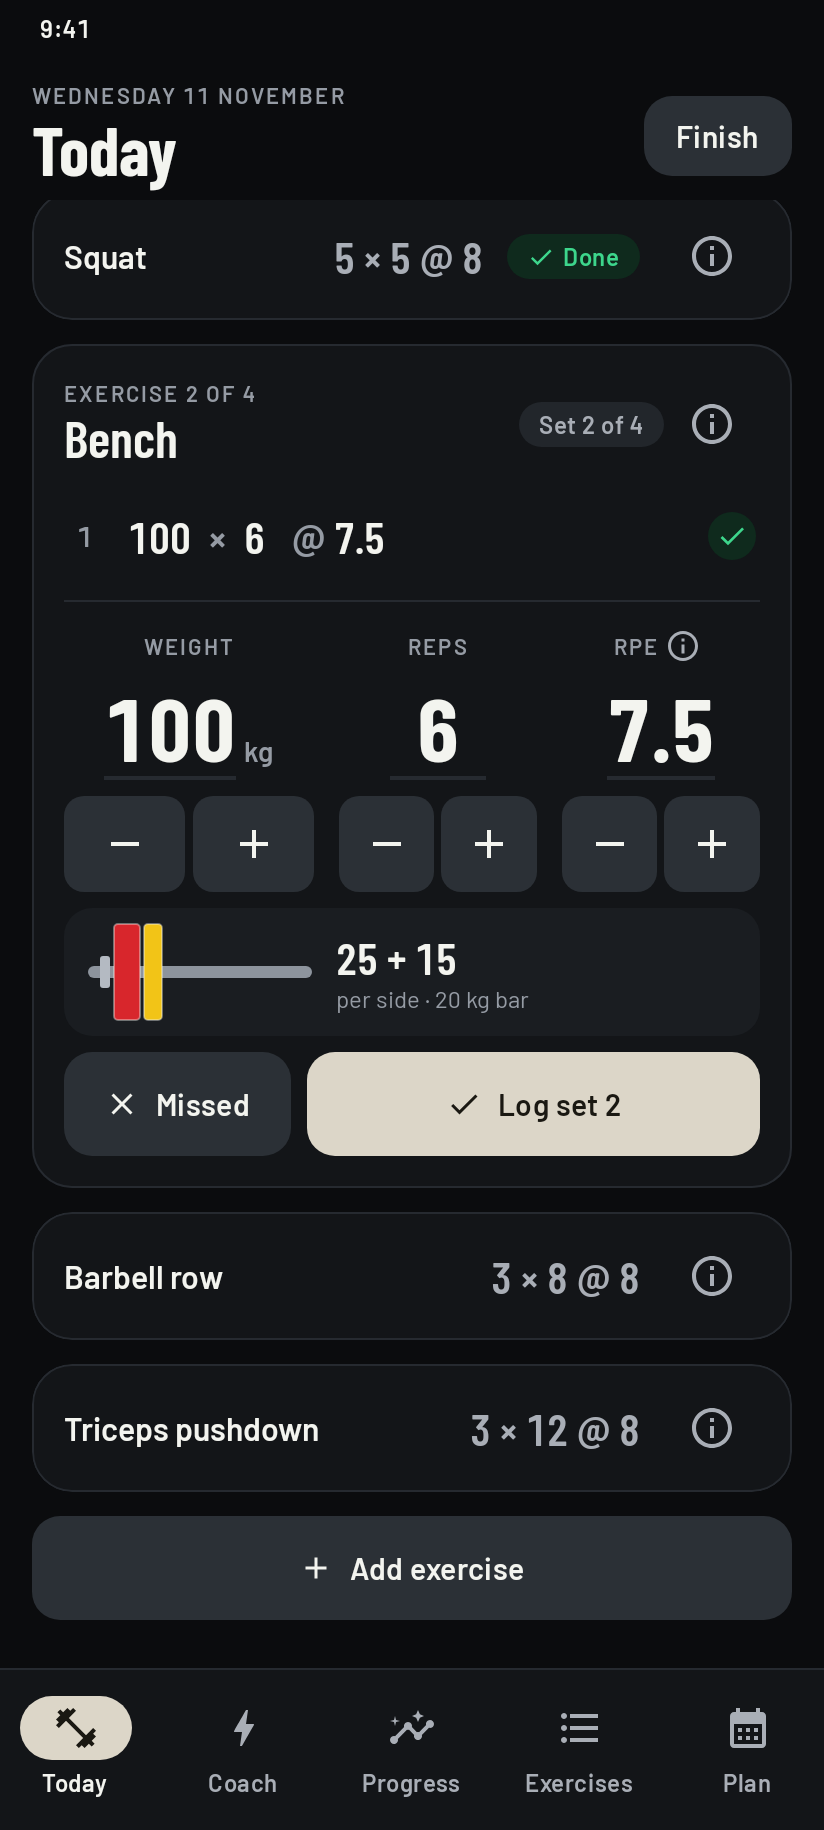 9:41
WEDNESDAY 11 NOVEMBER
Today
Finish
Squat 5 × 5 @ 8 Done
EXERCISE 2 OF 4
Bench
Set 2 of 4
1 100 × 6 @ 7.5
WEIGHT REPS RPE
100 kg 6 7.5
25 + 15
per side · 20 kg bar
Missed Log set 2
Barbell row 3 × 8 @ 8
Triceps pushdown 3 × 12 @ 8
Add exercise
Today Coach Progress Exercises Plan